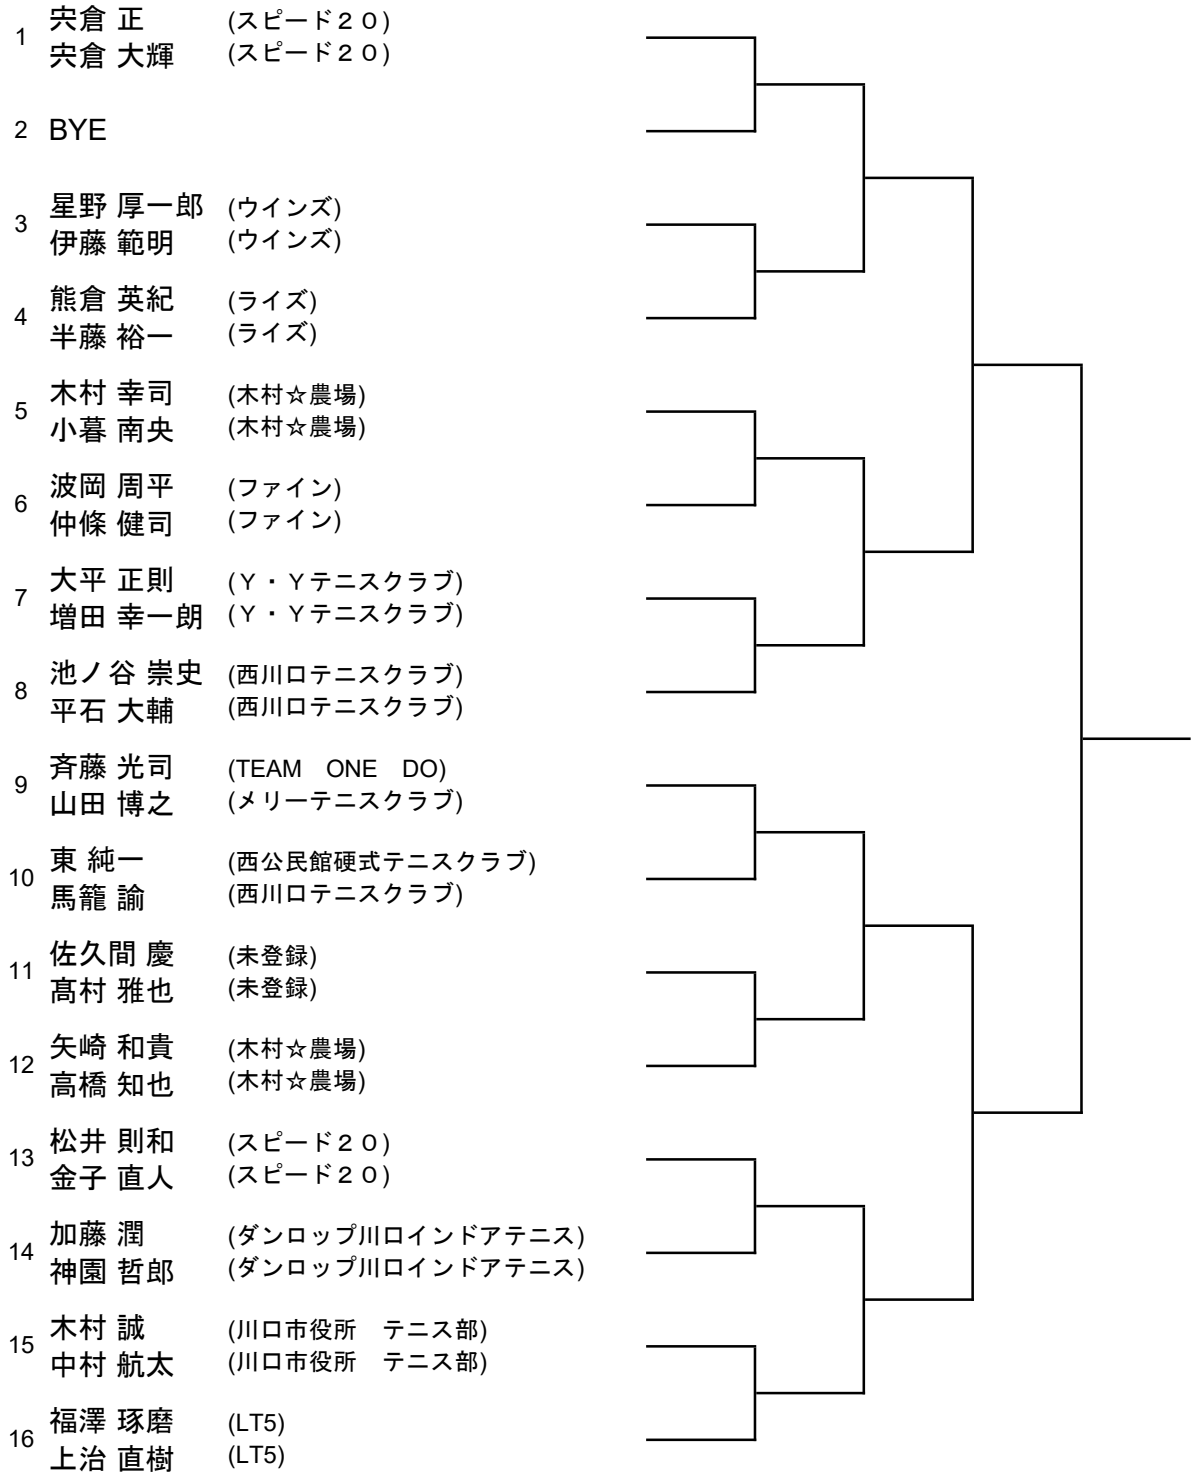 1 宍倉 正 (スピード２０)
宍倉 大輝 (スピード２０)
2 BYE
3 星野 厚一郎 (ウインズ)
伊藤 範明 (ウインズ)
4 熊倉 英紀 (ライズ)
半藤 裕一 (ライズ)
5 木村 幸司 (木村☆農場)
小暮 南央 (木村☆農場)
6 波岡 周平 (ファイン)
仲條 健司 (ファイン)
7 大平 正則 (Ｙ・Ｙテニスクラブ)
増田 幸一朗 (Ｙ・Ｙテニスクラブ)
8 池ノ谷 崇史 (西川口テニスクラブ)
平石 大輔 (西川口テニスクラブ)
9 斉藤 光司 (TEAM　ONE　DO)
山田 博之 (メリーテニスクラブ)
10 東 純一 (西公民館硬式テニスクラブ)
馬籠 諭 (西川口テニスクラブ)
11 佐久間 慶 (未登録)
髙村 雅也 (未登録)
12 矢崎 和貴 (木村☆農場)
高橋 知也 (木村☆農場)
13 松井 則和 (スピード２０)
金子 直人 (スピード２０)
14 加藤 潤 (ダンロップ川口インドアテニス)
神園 哲郎 (ダンロップ川口インドアテニス)
15 木村 誠 (川口市役所　テニス部)
中村 航太 (川口市役所　テニス部)
16 福澤 琢磨 (LT5)
上治 直樹 (LT5)